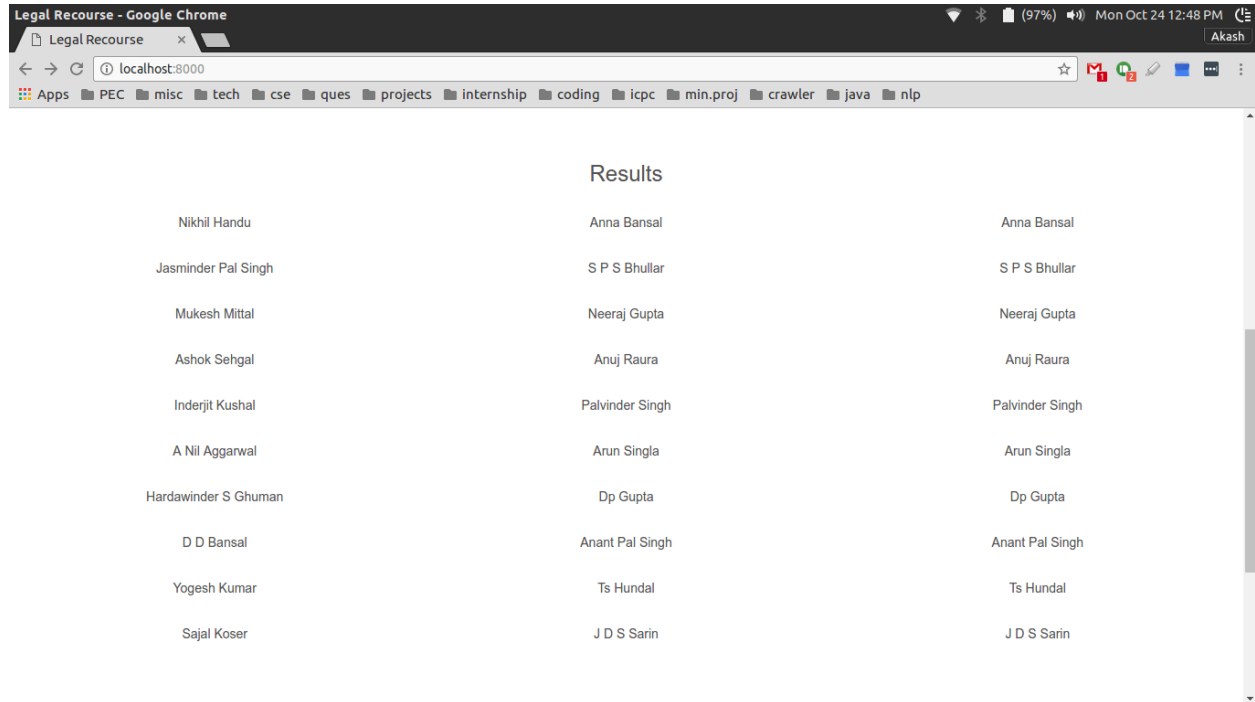 Legal Recourse - Google Chrome (97%) Mon Oct 24 12:48 PM
Legal Recourse × Akash
localhost:8000 1 2
Apps PEC misc tech cse ques projects internship coding icpc min.proj crawler java nlp
Results
Nikhil Handu Anna Bansal Anna Bansal
Jasminder Pal Singh S P S Bhullar S P S Bhullar
Mukesh Mittal Neeraj Gupta Neeraj Gupta
Ashok Sehgal Anuj Raura Anuj Raura
Inderjit Kushal Palvinder Singh Palvinder Singh
A Nil Aggarwal Arun Singla Arun Singla
Hardawinder S Ghuman Dp Gupta Dp Gupta
D D Bansal Anant Pal Singh Anant Pal Singh
Yogesh Kumar Ts Hundal Ts Hundal
Sajal Koser J D S Sarin J D S Sarin